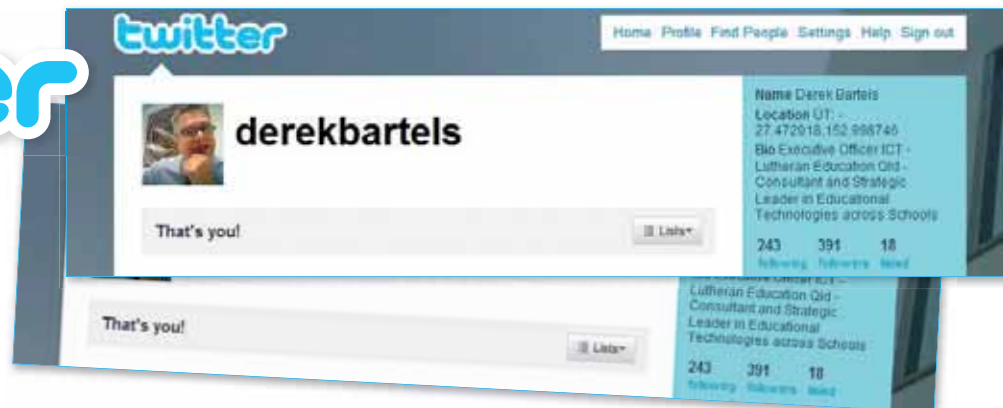 er
twitter
Home Profile Find People Settings Help Sign out
derekbartels
Name Derek Bartels
Location ÜT: -
27.472018,152.998746
Bio Executive Officer ICT -
Lutheran Education Qld -
Consultant and Strategic
Leader in Educational
Technologies across Schools
243 391 18
following followers listed
That's you!
Lists
Lutheran Education Qld -
Consultant and Strategic
Leader in Educational
Technologies across Schools
243 391 18
following followers listed
That's you!
Lists